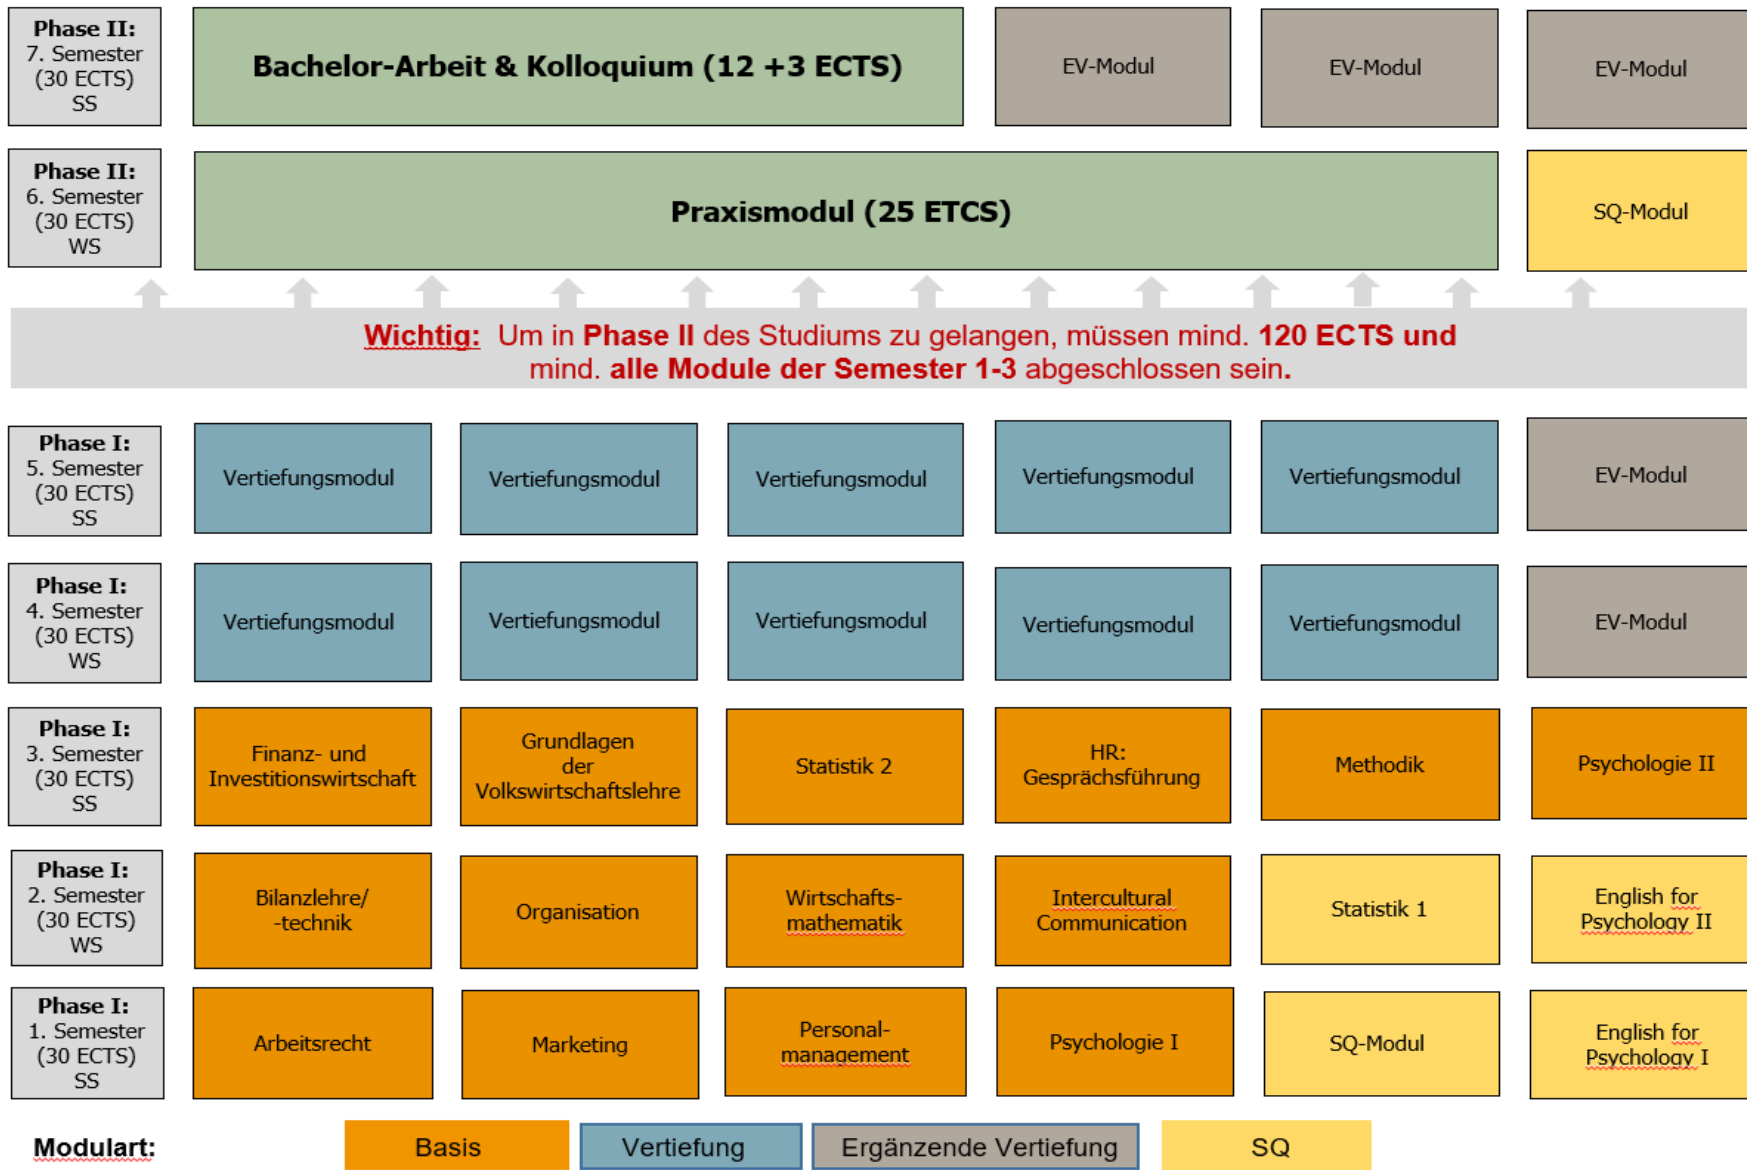 Phase II:
7. Semester
(30 ECTS)
SS
Bachelor-Arbeit & Kolloquium (12 +3 ECTS)
EV-Modul
EV-Modul
EV-Modul
Phase II:
6. Semester
(30 ECTS)
WS
Praxismodul (25 ETCS)
SQ-Modul
Wichtig: Um in Phase II des Studiums zu gelangen, müssen mind. 120 ECTS und
mind. alle Module der Semester 1-3 abgeschlossen sein.
Phase I:
5. Semester
(30 ECTS)
SS
Vertiefungsmodul
Vertiefungsmodul
Vertiefungsmodul
Vertiefungsmodul
Vertiefungsmodul
EV-Modul
Phase I:
4. Semester
(30 ECTS)
WS
Vertiefungsmodul
Vertiefungsmodul
Vertiefungsmodul
Vertiefungsmodul
Vertiefungsmodul
EV-Modul
Phase I:
3. Semester
(30 ECTS)
SS
Finanz- und
Investitionswirtschaft
Grundlagen
der
Volkswirtschaftslehre
Statistik 2
HR:
Gesprächsführung
Methodik
Psychologie II
Phase I:
2. Semester
(30 ECTS)
WS
Bilanzlehre/
-technik
Organisation
Wirtschafts-
mathematik
Intercultural
Communication
Statistik 1
English for
Psychology II
Phase I:
1. Semester
(30 ECTS)
SS
Arbeitsrecht
Marketing
Personal-
management
Psychologie I
SQ-Modul
English for
Psychology I
Modulart:
Basis
Vertiefung
Ergänzende Vertiefung
SQ